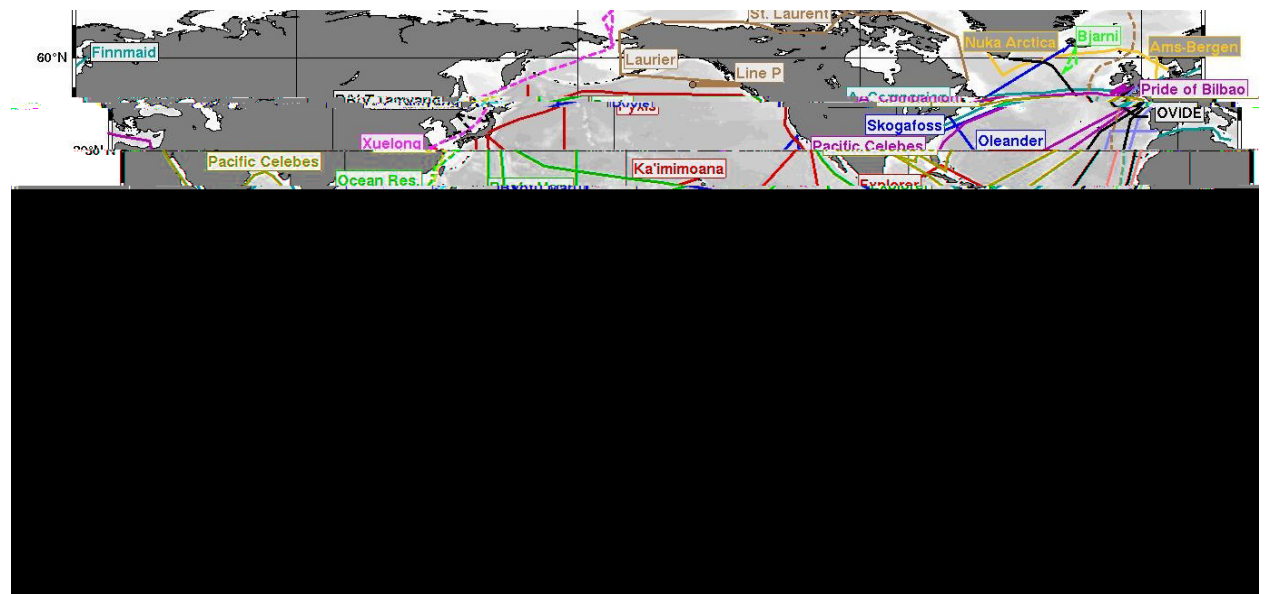 St. Laurent
Nuka Arctica
Bjarni
Ams-Bergen
Finnmaid
60°N
Laurier
Line P
Pride of Bilbao
Pyxis
OVIDE
Skogafoss
Oleander
Xuelong
Pacific Celebes
Pacific Celebes
Ka'imimoana
Ocean Res.
Explorer